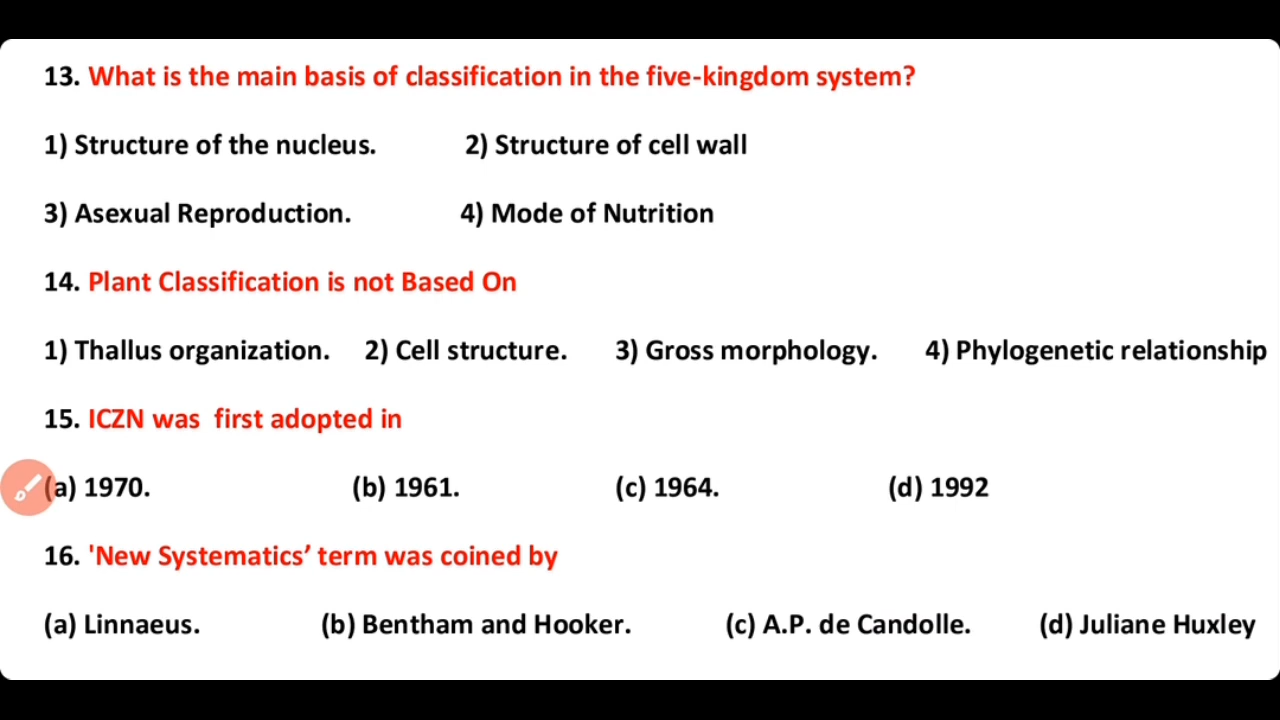 13. What is the main basis of classification in the five-kingdom system?
1) Structure of the nucleus. 2) Structure of cell wall
3) Asexual Reproduction. 4) Mode of Nutrition
14. Plant Classification is not Based On
1) Thallus organization. 2) Cell structure. 3) Gross morphology. 4) Phylogenetic relationship
15. ICZN was first adopted in
(a) 1970. (b) 1961. (c) 1964. (d) 1992
16. 'New Systematics’ term was coined by
(a) Linnaeus. (b) Bentham and Hooker. (c) A.P. de Candolle. (d) Juliane Huxley